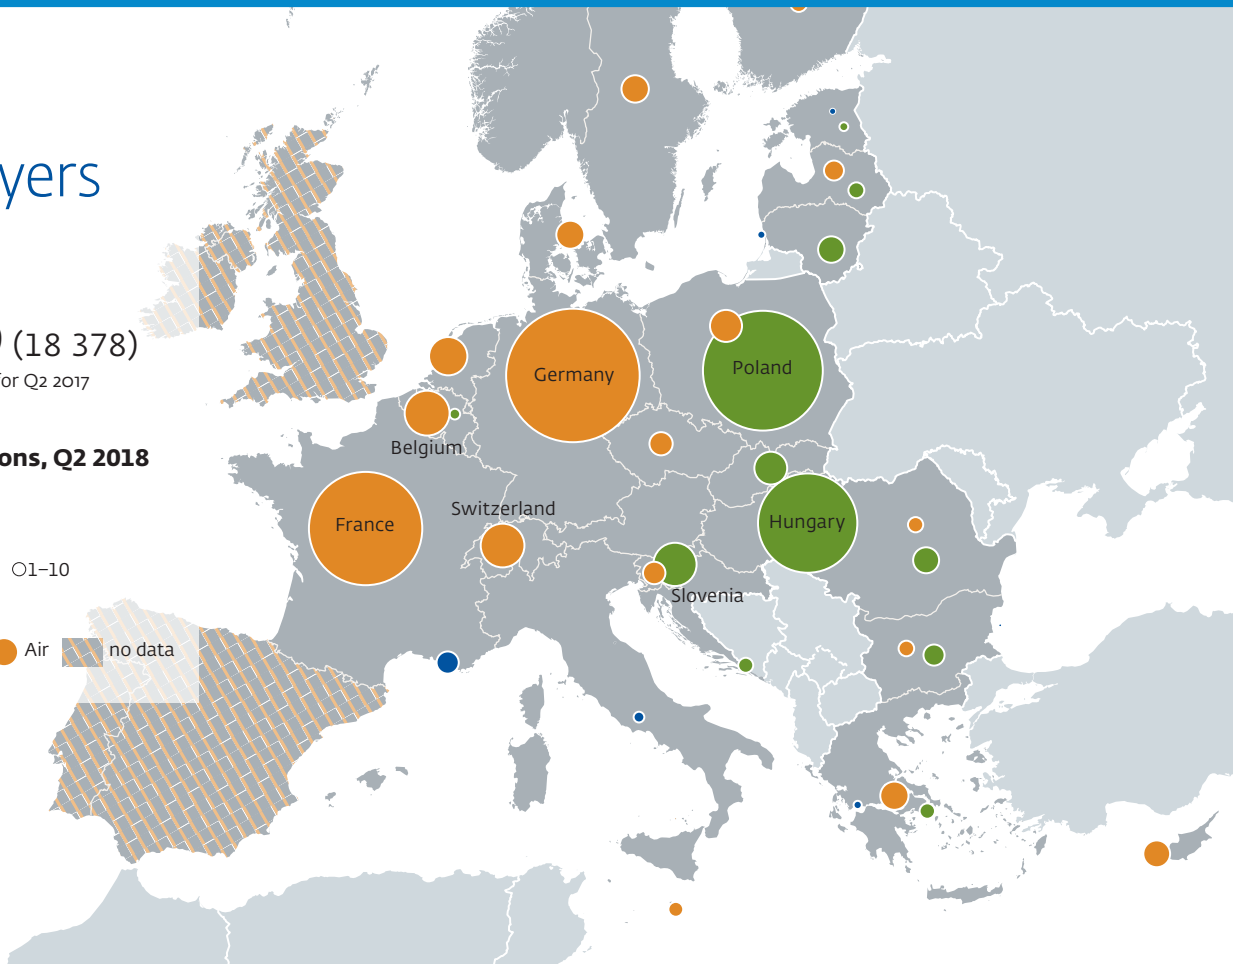 yers
) (18 378)
for Q2 2017
ons, Q2 2018
1–10
Air
no data
Germany
Poland
Belgium
France
Switzerland
Hungary
Slovenia